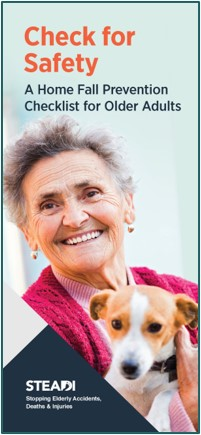 Check for
Safety
A Home Fall Prevention
Checklist for Older Adults
STEADI
Stopping Elderly Accidents,
Deaths & Injuries